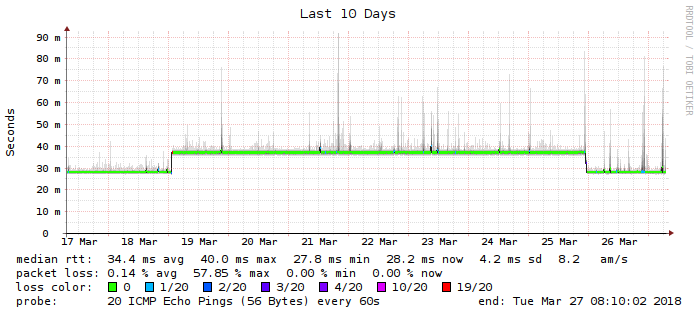 Last 10 Days
RRDTOOL / TOBI OETIKER
Seconds
90 m
80 m
70 m
60 m
50 m
40 m
30 m
20 m
10 m
0
17 Mar 18 Mar 19 Mar 20 Mar 21 Mar 22 Mar 23 Mar 24 Mar 25 Mar 26 Mar
median rtt: 34.4 ms avg 40.0 ms max 27.8 ms min 28.2 ms now 4.2 ms sd 8.2 am/s
packet loss: 0.14 % avg 57.85 % max 0.00 % min 0.00 % now
loss color: 0 1/20 2/20 3/20 4/20 10/20 19/20
probe: 20 ICMP Echo Pings (56 Bytes) every 60s end: Tue Mar 27 08:10:02 2018